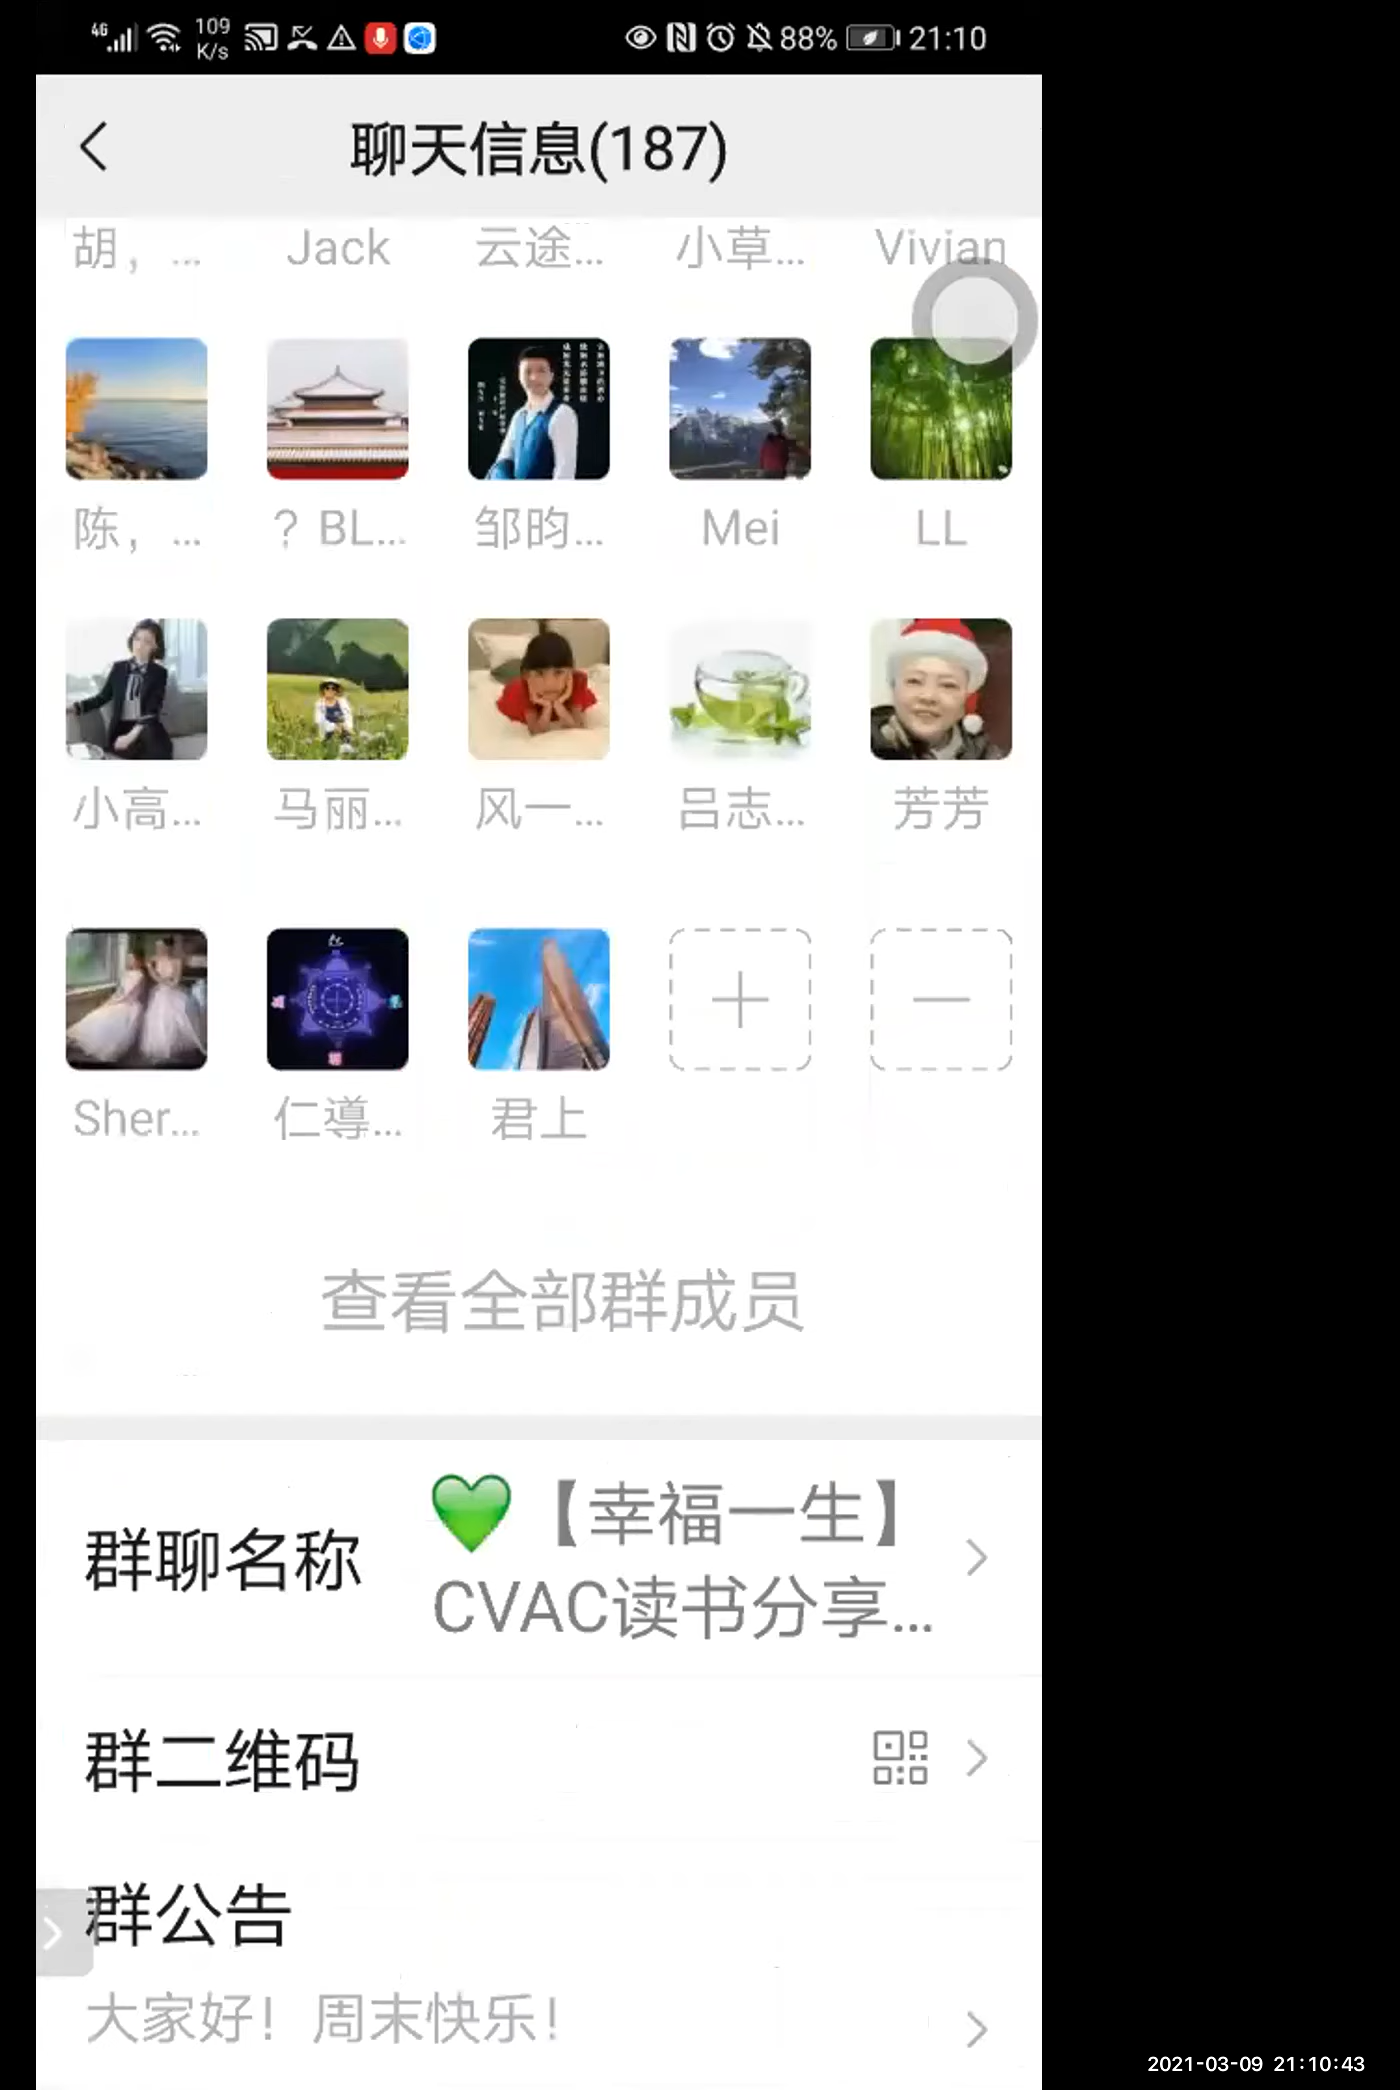 4G 109 K/s 88% 21:10
聊天信息(187)
胡，... Jack 云途... 小草... Vivian
陈，... ? BL... 邹昀... Mei LL
小高... 马丽... 风一... 吕志... 芳芳
Sher... 仁導... 君上
查看全部群成员
群聊名称
💚【幸福一生】
CVAC读书分享...
群二维码
群公告
大家好！周末快乐！
2021-03-09 21:10:43